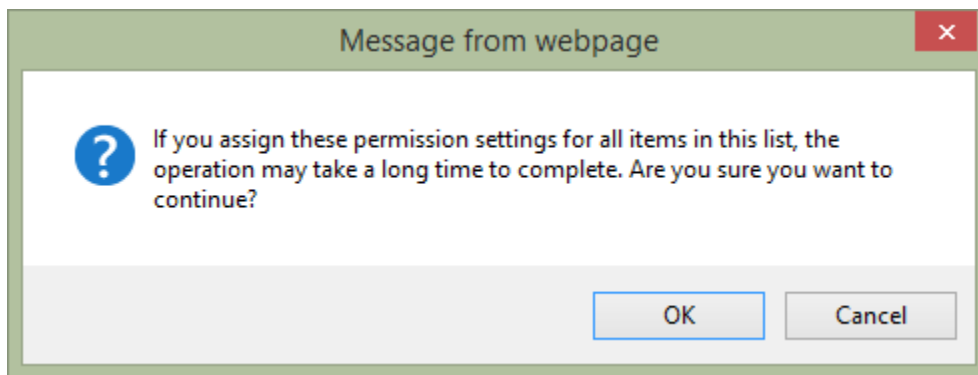 Message from webpage
If you assign these permission settings for all items in this list, the
operation may take a long time to complete. Are you sure you want to
continue?
OK
Cancel